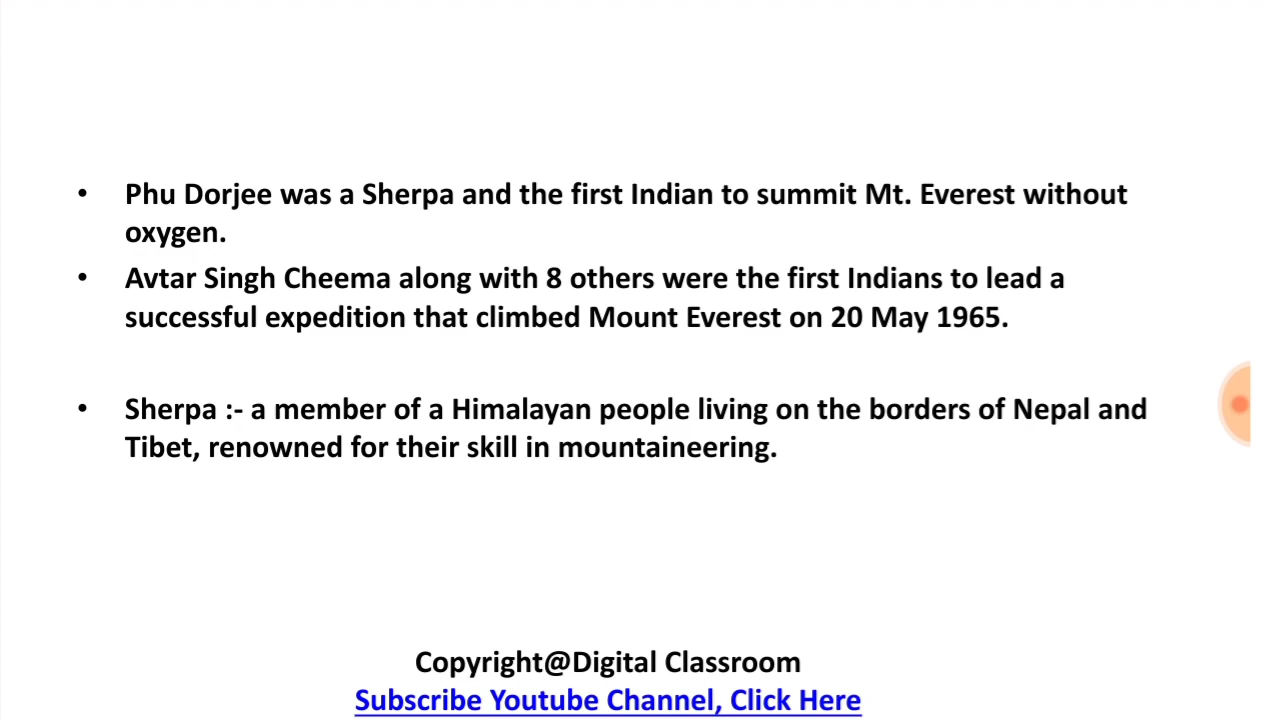 • Phu Dorjee was a Sherpa and the first Indian to summit Mt. Everest without
oxygen.
• Avtar Singh Cheema along with 8 others were the first Indians to lead a
successful expedition that climbed Mount Everest on 20 May 1965.
• Sherpa :- a member of a Himalayan people living on the borders of Nepal and
Tibet, renowned for their skill in mountaineering.
Copyright@Digital Classroom
Subscribe Youtube Channel, Click Here